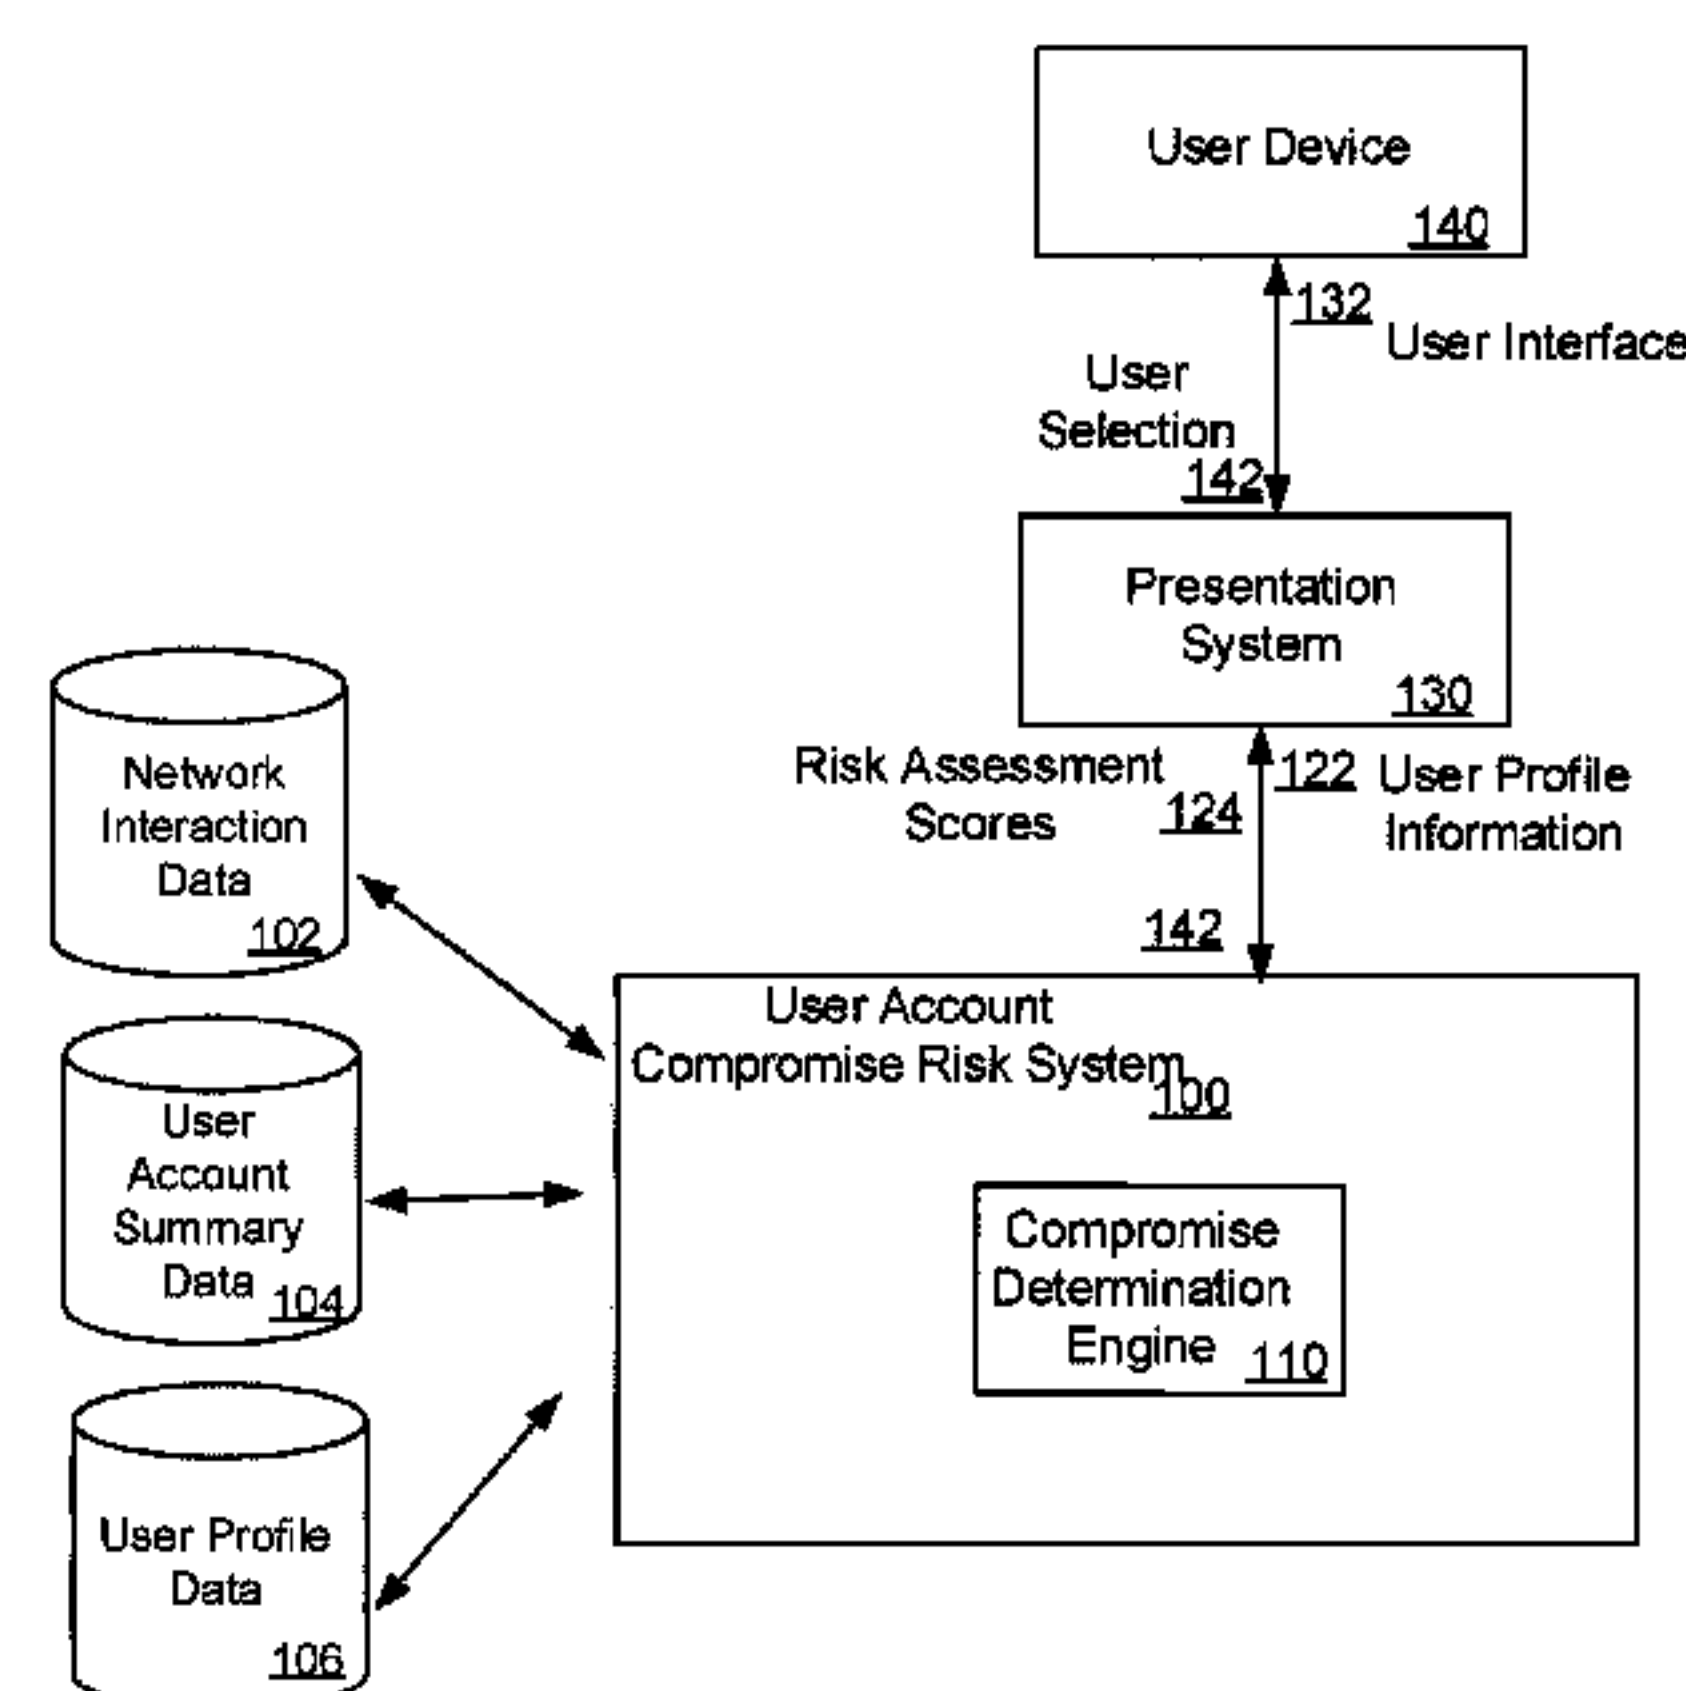 User Device
140
132
User Interface
User
Selection
142
Presentation
System
130
Risk Assessment
Scores
124
122
User Profile
Information
142
Network
Interaction
Data
102
User Account
Compromise Risk System
100
User
Account
Summary
Data
104
Compromise
Determination
Engine
110
User Profile
Data
106